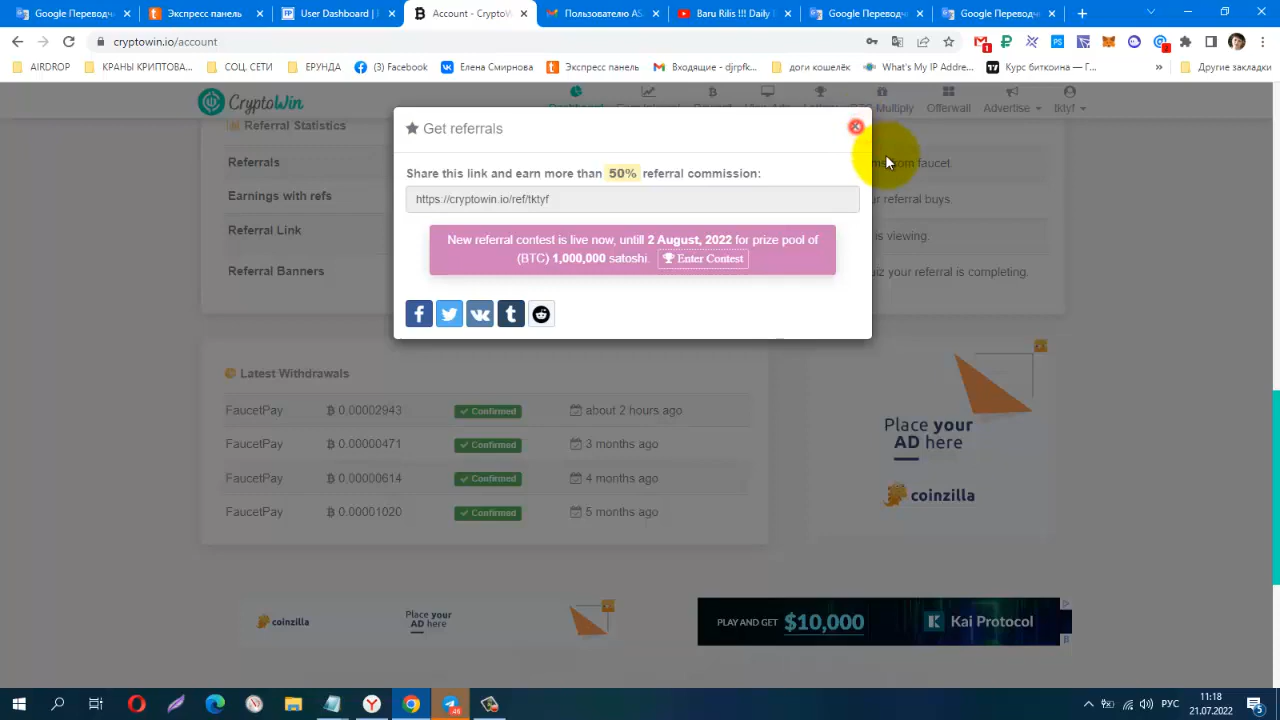 Google Переводч
Экспресс панель
User Dashboard | F
Account - CryptoW
Пользователю AS
Baru Rilis !!! Daily
Google Переводч
Google Переводч
cryptowin.io/account
AIRDROP
КРАНЫ КРИПТОВА...
СОЦ. СЕТИ
ЕРУНДА
(3) Facebook
Елена Смирнова
Экспресс панель
Входящие - djrpfk...
доги кошелёк
What's My IP Addre...
Курс биткоина — Г...
»
Другие закладки
CryptoWin
Multiply
Offerwall
Advertise
tktyf
Get referrals
Referral Statistics
Referrals
Earnings with refs
Referral Link
Referral Banners
Share this link and earn more than 50% referral commission:
https://cryptowin.io/ref/tktyf
New referral contest is live now, untill 2 August, 2022 for prize pool of
(BTC) 1,000,000 satoshi. Enter Contest
from faucet.
referral buys.
is viewing.
quiz your referral is completing.
Latest Withdrawals
FaucetPay 0.00002943 Confirmed about 2 hours ago
FaucetPay 0.00000471 Confirmed 3 months ago
FaucetPay 0.00000614 Confirmed 4 months ago
FaucetPay 0.00001020 Confirmed 5 months ago
Place your
AD here
coinzilla
coinzilla
Place your
AD here
PLAY AND GET $10,000
Kai Protocol
46
РУС
11:18
21.07.2022
5